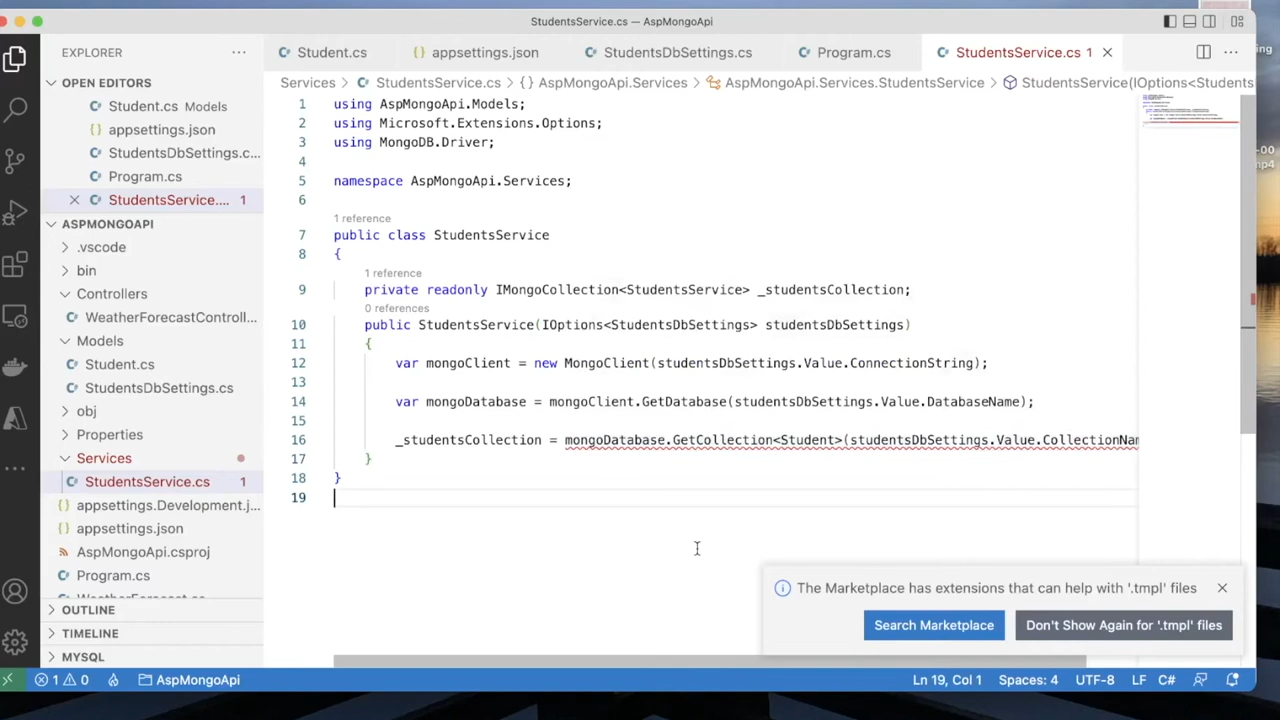 StudentsService.cs — AspMongoApi
EXPLORER
Student.cs
appsettings.json
StudentsDbSettings.cs
Program.cs
StudentsService.cs 1
OPEN EDITORS
Student.cs Models
appsettings.json
StudentsDbSettings.c...
Program.cs
StudentsService.... 1
ASPMONGOAPI
.vscode
bin
Controllers
WeatherForecastControll...
Models
Student.cs
StudentsDbSettings.cs
obj
Properties
Services
StudentsService.cs 1
appsettings.Development.j...
appsettings.json
AspMongoApi.csproj
Program.cs
WeatherForecast.cs
OUTLINE
TIMELINE
MYSQL
Services > StudentsService.cs > {} AspMongoApi.Services > AspMongoApi.Services.StudentsService > StudentsService(IOptions<Students
1 using AspMongoApi.Models;
2 using Microsoft.Extensions.Options;
3 using MongoDB.Driver;
4
5 namespace AspMongoApi.Services;
6
1 reference
7 public class StudentsService
8 {
1 reference
9 private readonly IMongoCollection<StudentsService> _studentsCollection;
0 references
10 public StudentsService(IOptions<StudentsDbSettings> studentsDbSettings)
11 {
12 var mongoClient = new MongoClient(studentsDbSettings.Value.ConnectionString);
13
14 var mongoDatabase = mongoClient.GetDatabase(studentsDbSettings.Value.DatabaseName);
15
16 _studentsCollection = mongoDatabase.GetCollection<Student>(studentsDbSettings.Value.CollectionNam
17 }
18 }
19
The Marketplace has extensions that can help with '.tmpl' files
Search Marketplace
Don't Show Again for '.tmpl' files
1 0
AspMongoApi
Ln 19, Col 1
Spaces: 4
UTF-8
LF
C#
-00
mp4